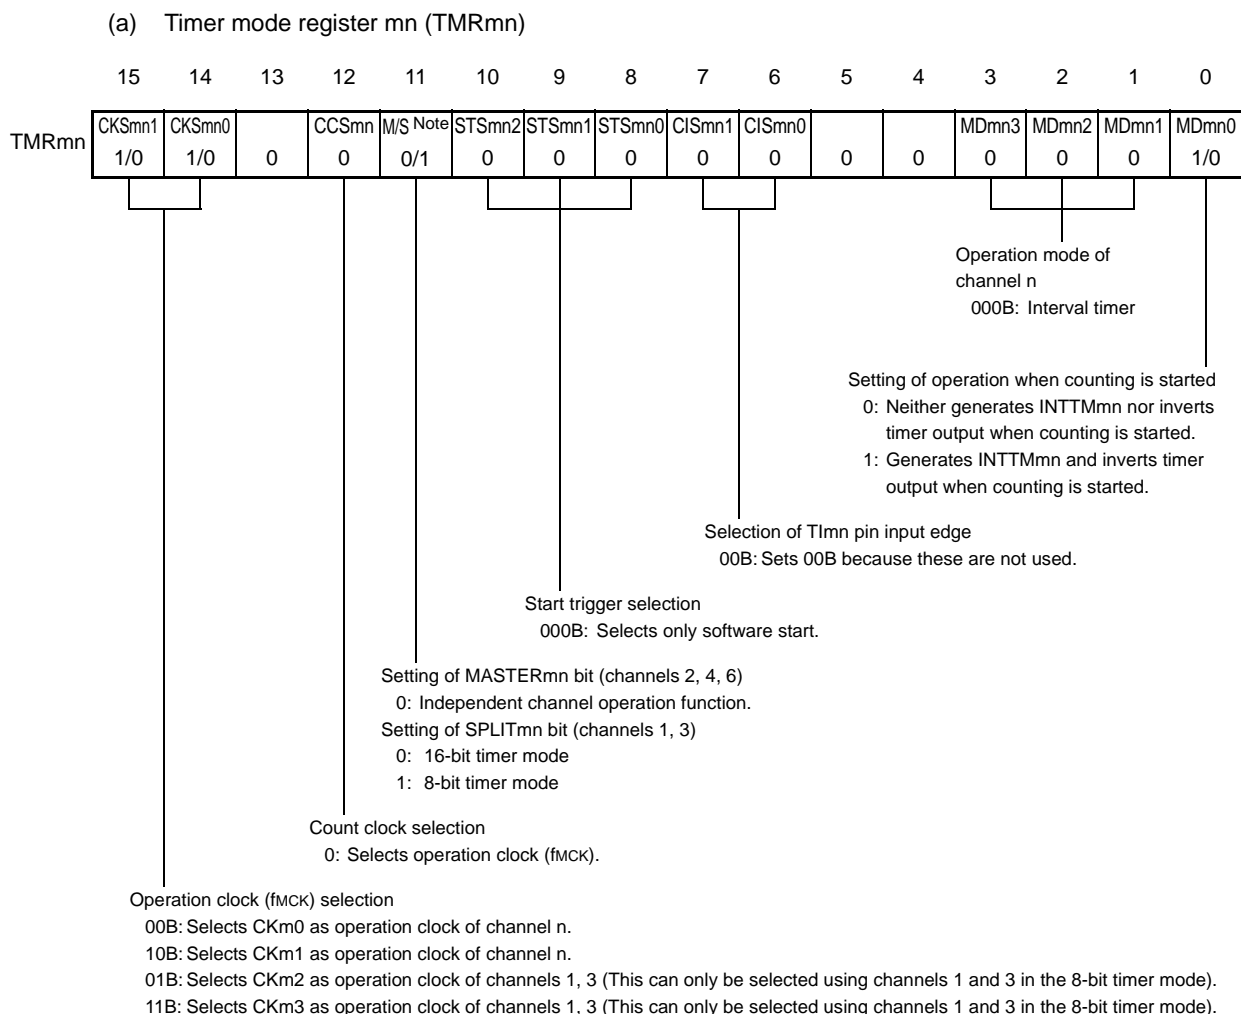 (a) Timer mode register mn (TMRmn)
15 14 13 12 11 10 9 8 7 6 5 4 3 2 1 0
TMRmn CKSmn1 CKSmn0 CCSmn M/S Note STSmn2 STSmn1 STSmn0 CISmn1 CISmn0 MDmn3 MDmn2 MDmn1 MDmn0
1/0 1/0 0 0 0/1 0 0 0 0 0 0 0 0 0 0 1/0
Operation mode of
channel n
000B: Interval timer
Setting of operation when counting is started
0: Neither generates INTTMmn nor inverts
timer output when counting is started.
1: Generates INTTMmn and inverts timer
output when counting is started.
Selection of TImn pin input edge
00B: Sets 00B because these are not used.
Start trigger selection
000B: Selects only software start.
Setting of MASTERmn bit (channels 2, 4, 6)
0: Independent channel operation function.
Setting of SPLITmn bit (channels 1, 3)
0: 16-bit timer mode
1: 8-bit timer mode
Count clock selection
0: Selects operation clock (fMCK).
Operation clock (fMCK) selection
00B: Selects CKm0 as operation clock of channel n.
10B: Selects CKm1 as operation clock of channel n.
01B: Selects CKm2 as operation clock of channels 1, 3 (This can only be selected using channels 1 and 3 in the 8-bit timer mode).
11B: Selects CKm3 as operation clock of channels 1, 3 (This can only be selected using channels 1 and 3 in the 8-bit timer mode).